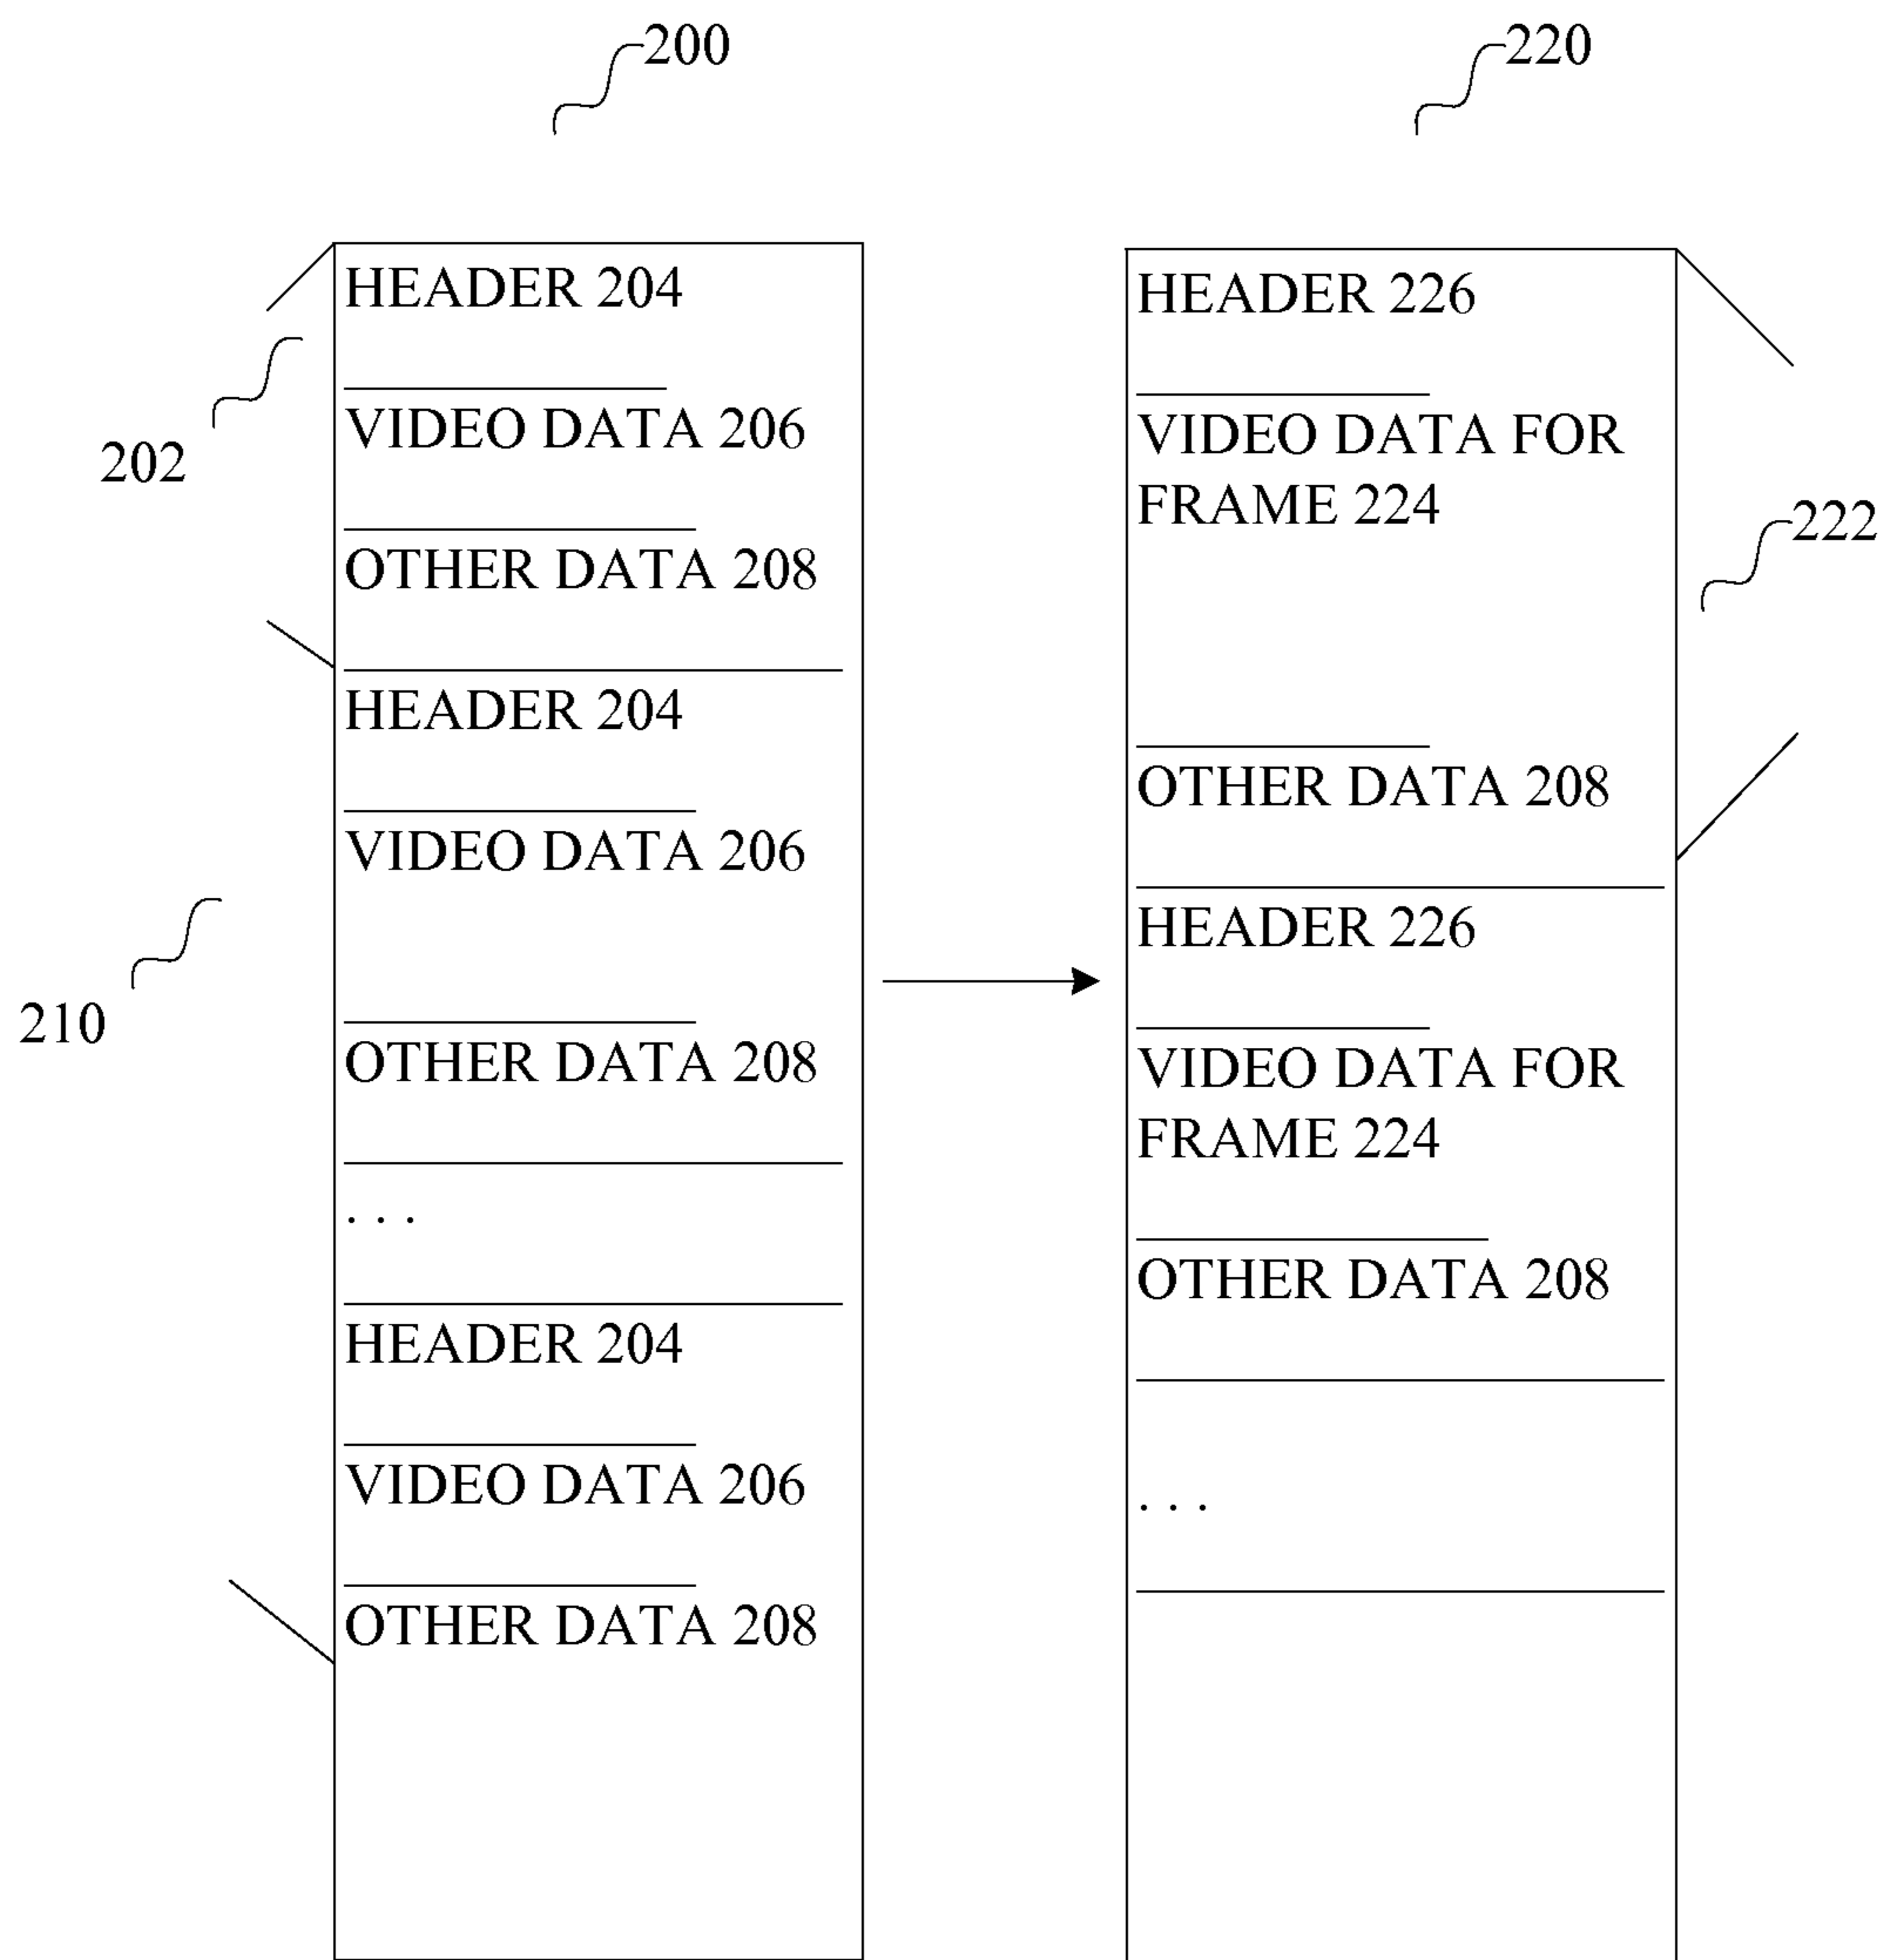 200
220
HEADER 204
VIDEO DATA 206
OTHER DATA 208
HEADER 204
VIDEO DATA 206
OTHER DATA 208
. . .
HEADER 204
VIDEO DATA 206
OTHER DATA 208
202
210
HEADER 226
VIDEO DATA FOR
FRAME 224
OTHER DATA 208
HEADER 226
VIDEO DATA FOR
FRAME 224
OTHER DATA 208
. . .
222